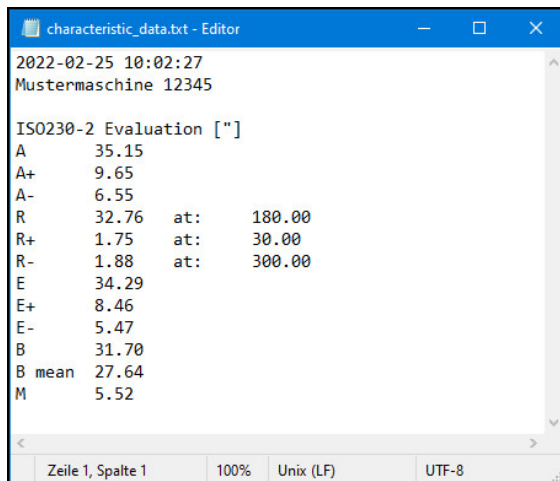 characteristic_data.txt - Editor
2022-02-25 10:02:27
Mustermaschine 12345
ISO230-2 Evaluation ["]
A 35.15
A+ 9.65
A- 6.55
R 32.76 at: 180.00
R+ 1.75 at: 30.00
R- 1.88 at: 300.00
E 34.29
E+ 8.46
E- 5.47
B 31.70
B mean 27.64
M 5.52
Zeile 1, Spalte 1 100% Unix (LF) UTF-8